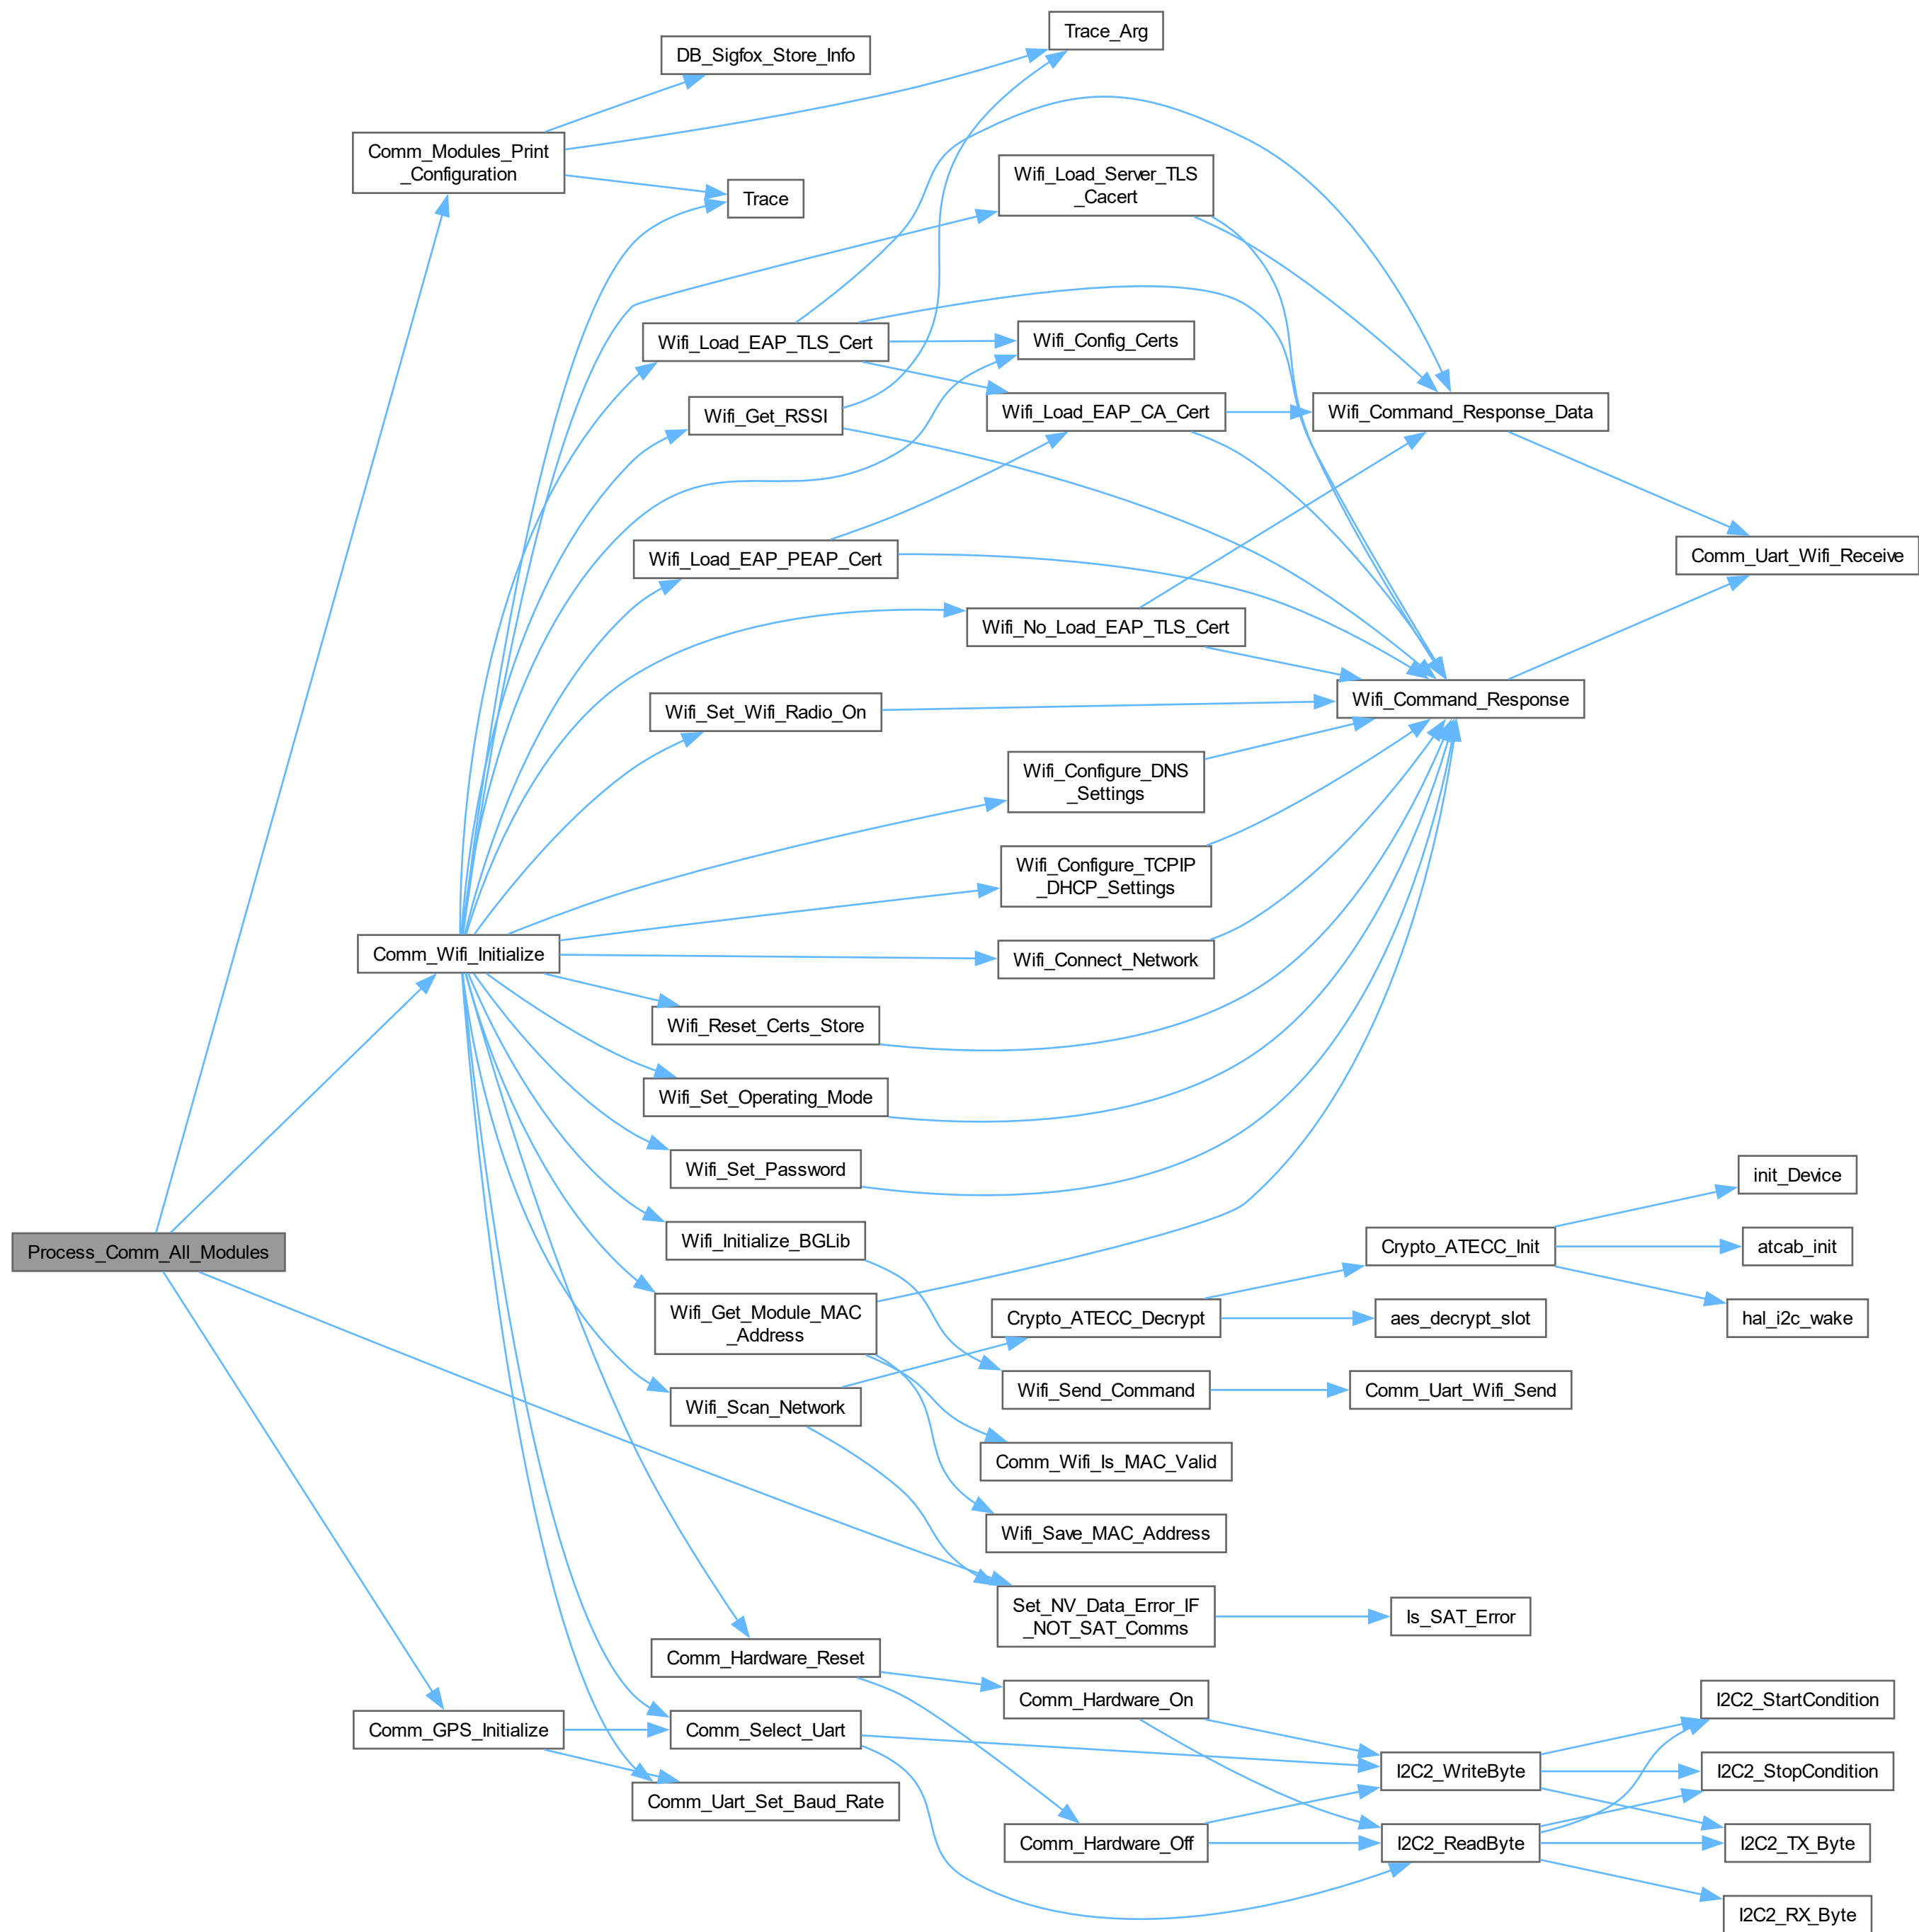 Trace_Arg
DB_Sigfox_Store_Info
Comm_Modules_Print
_Configuration
Trace
Wifi_Load_Server_TLS
_Cacert
Wifi_Load_EAP_TLS_Cert
Wifi_Config_Certs
Wifi_Get_RSSI
Wifi_Load_EAP_CA_Cert
Wifi_Command_Response_Data
Wifi_Load_EAP_PEAP_Cert
Comm_Uart_Wifi_Receive
Wifi_No_Load_EAP_TLS_Cert
Wifi_Set_Wifi_Radio_On
Wifi_Command_Response
Wifi_Configure_DNS
_Settings
Wifi_Configure_TCPIP
_DHCP_Settings
Comm_Wifi_Initialize
Wifi_Connect_Network
Wifi_Reset_Certs_Store
Wifi_Set_Operating_Mode
Wifi_Set_Password
init_Device
Process_Comm_All_Modules
Wifi_Initialize_BGLib
Crypto_ATECC_Init
atcab_init
Wifi_Get_Module_MAC
_Address
Crypto_ATECC_Decrypt
aes_decrypt_slot
hal_i2c_wake
Wifi_Scan_Network
Wifi_Send_Command
Comm_Uart_Wifi_Send
Comm_Wifi_Is_MAC_Valid
Wifi_Save_MAC_Address
Set_NV_Data_Error_IF
_NOT_SAT_Comms
Is_SAT_Error
Comm_Hardware_Reset
Comm_Hardware_On
I2C2_StartCondition
Comm_GPS_Initialize
Comm_Select_Uart
I2C2_WriteByte
I2C2_StopCondition
Comm_Uart_Set_Baud_Rate
Comm_Hardware_Off
I2C2_ReadByte
I2C2_TX_Byte
I2C2_RX_Byte